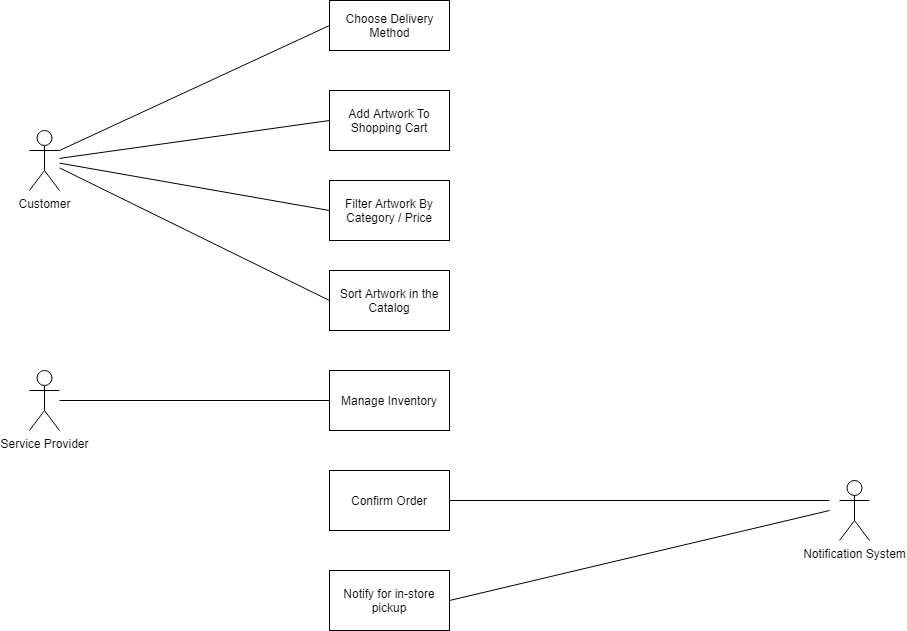 Choose Delivery
Method
Add Artwork To
Shopping Cart
Customer
Filter Artwork By
Category / Price
Sort Artwork in the
Catalog
Manage Inventory
Service Provider
Confirm Order
Notification System
Notify for in-store
pickup